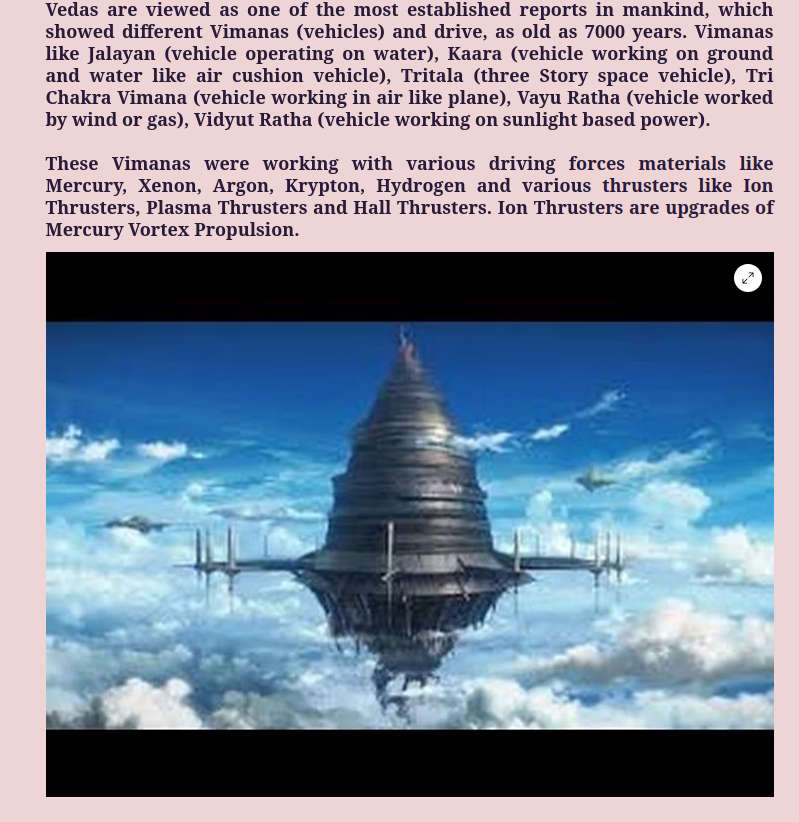 Vedas are viewed as one of the most established reports in mankind, which
showed different Vimanas (vehicles) and drive, as old as 7000 years. Vimanas
like Jalayan (vehicle operating on water), Kaara (vehicle working on ground
and water like air cushion vehicle), Tritala (three Story space vehicle), Tri
Chakra Vimana (vehicle working in air like plane), Vayu Ratha (vehicle worked
by wind or gas), Vidyut Ratha (vehicle working on sunlight based power).
These Vimanas were working with various driving forces materials like
Mercury, Xenon, Argon, Krypton, Hydrogen and various thrusters like Ion
Thrusters, Plasma Thrusters and Hall Thrusters. Ion Thrusters are upgrades of
Mercury Vortex Propulsion.